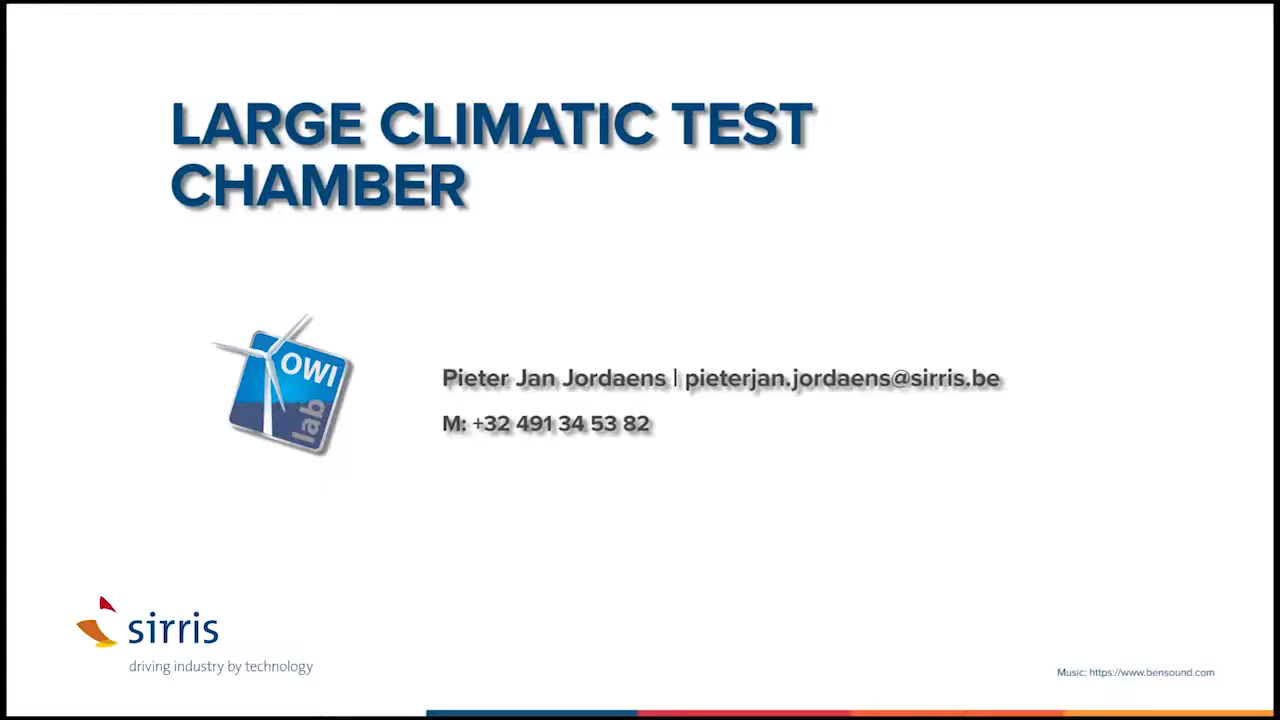 LARGE CLIMATIC TEST
CHAMBER
OWI
lab
Pieter Jan Jordaens | pieterjan.jordaens@sirris.be
M: +32 491 34 53 82
sirris
driving industry by technology
Music: https://www.bensound.com